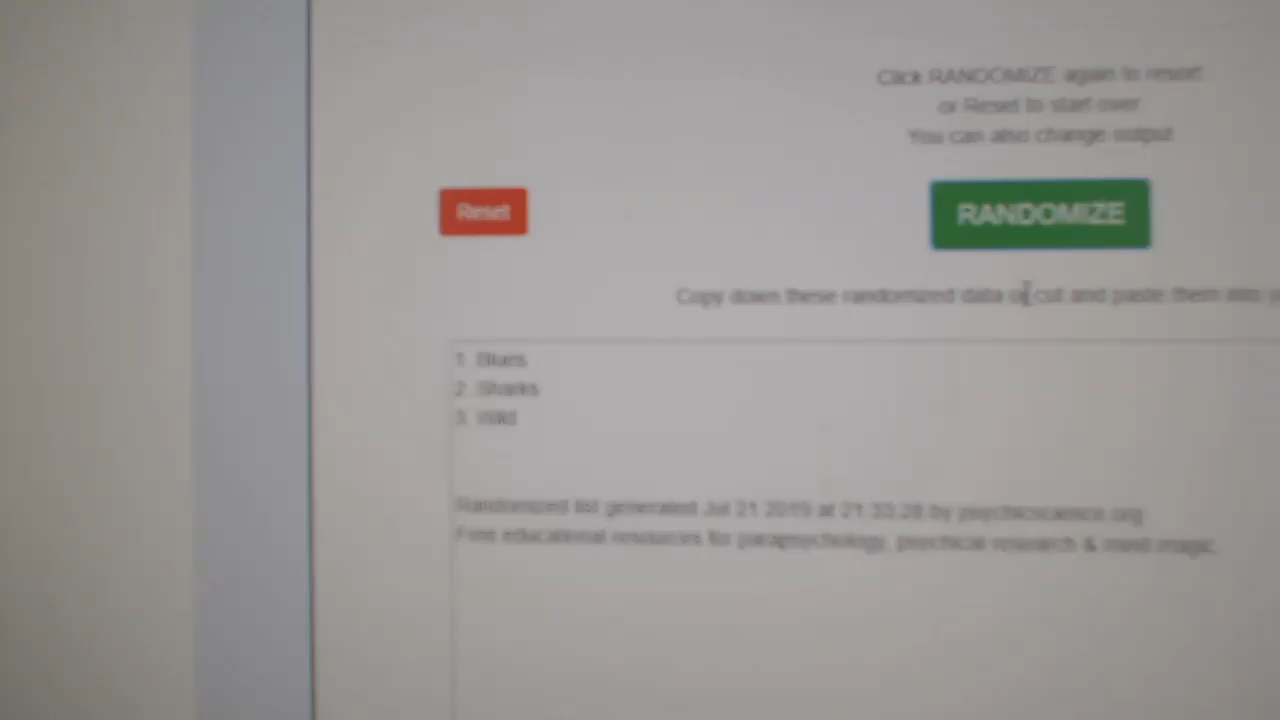 Click RANDOMIZE again to resort
or Reset to start over
You can also change output
Reset
RANDOMIZE
Copy down these randomized data or cut and paste them into y
1. Blues
2. Sharks
3. Wild
Randomized list generated Jul 21 2019 at 21:33:28 by psychicscience.org
Free educational resources for parapsychology, psychical research & mind magic.